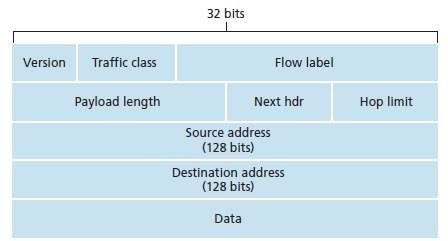 32 bits
Version Traffic class Flow label
Payload length Next hdr Hop limit
Source address
(128 bits)
Destination address
(128 bits)
Data